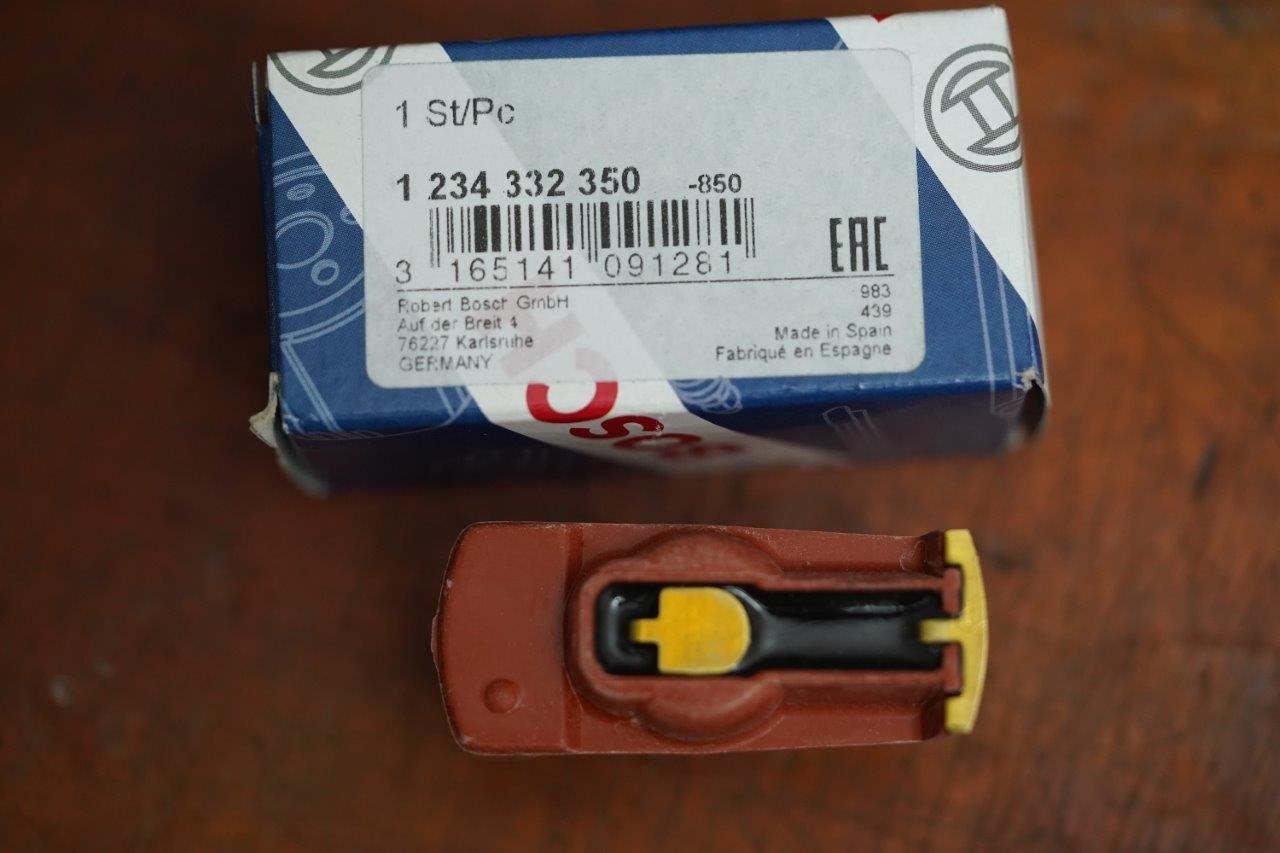 1 St/Pc
1 234 332 350 -850
3 165141 091281
EAC
Robert Bosch GmbH
Auf der Breit 4
76227 Karlsruhe
GERMANY
983
439
Made in Spain
Fabriqué en Espagne
BOSCH